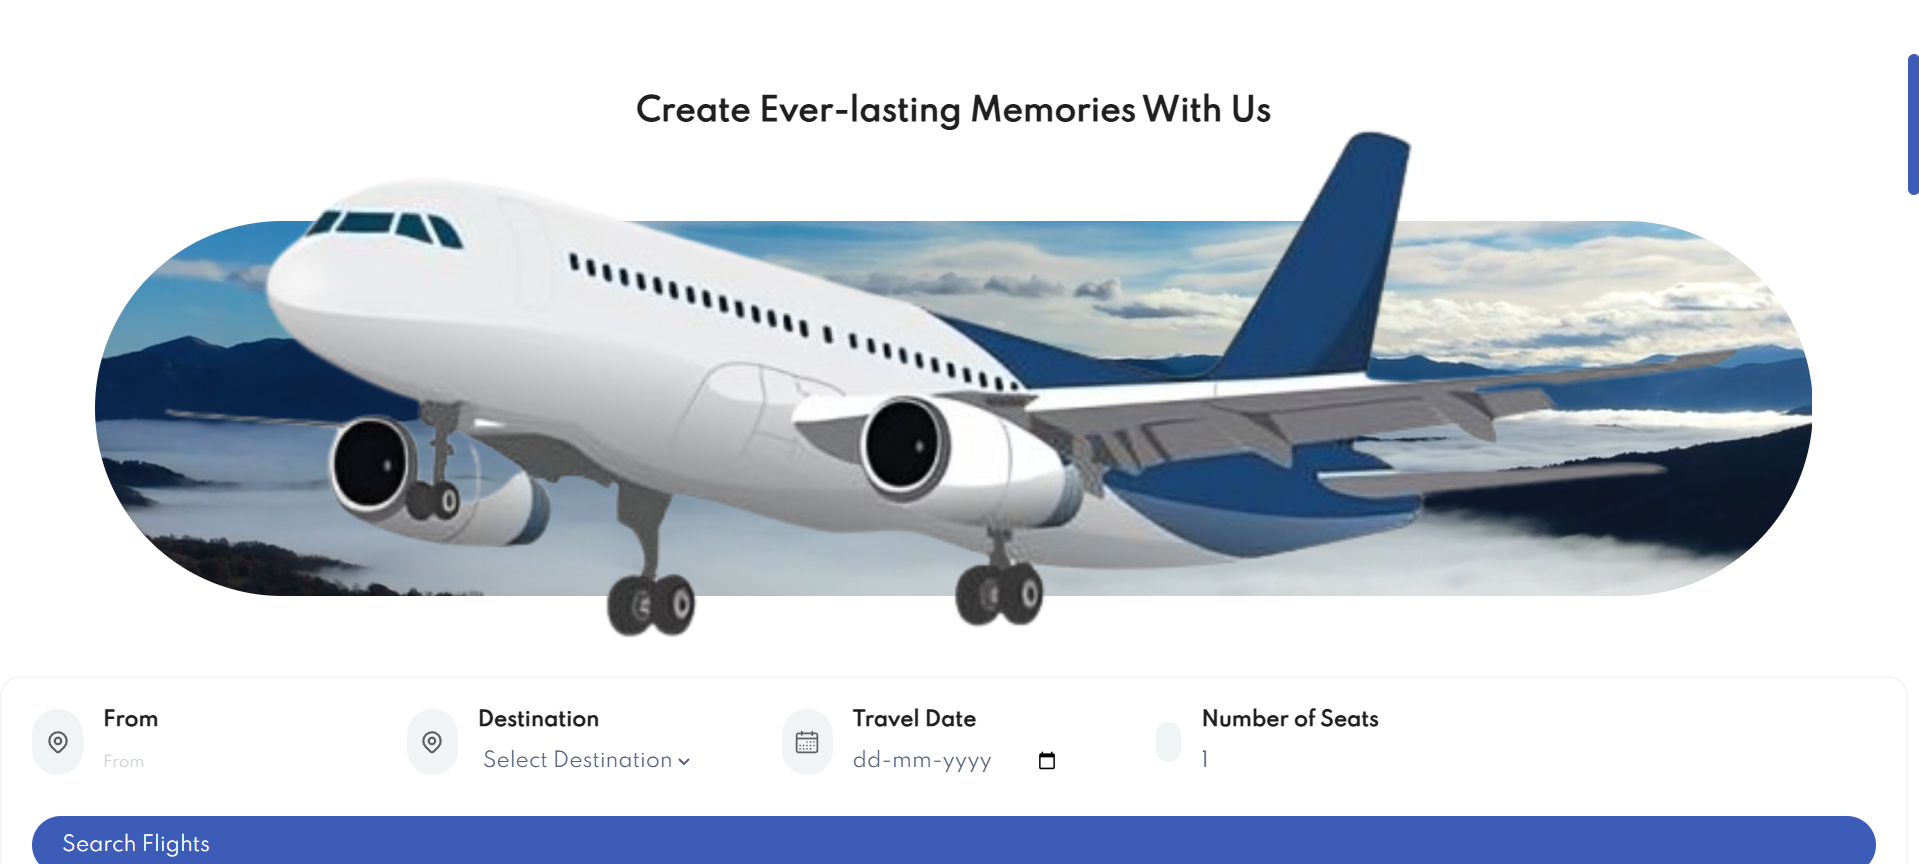 Create Ever-lasting Memories With Us
From
From
Destination
Select Destination
Travel Date
dd-mm-yyyy
Number of Seats
1
Search Flights